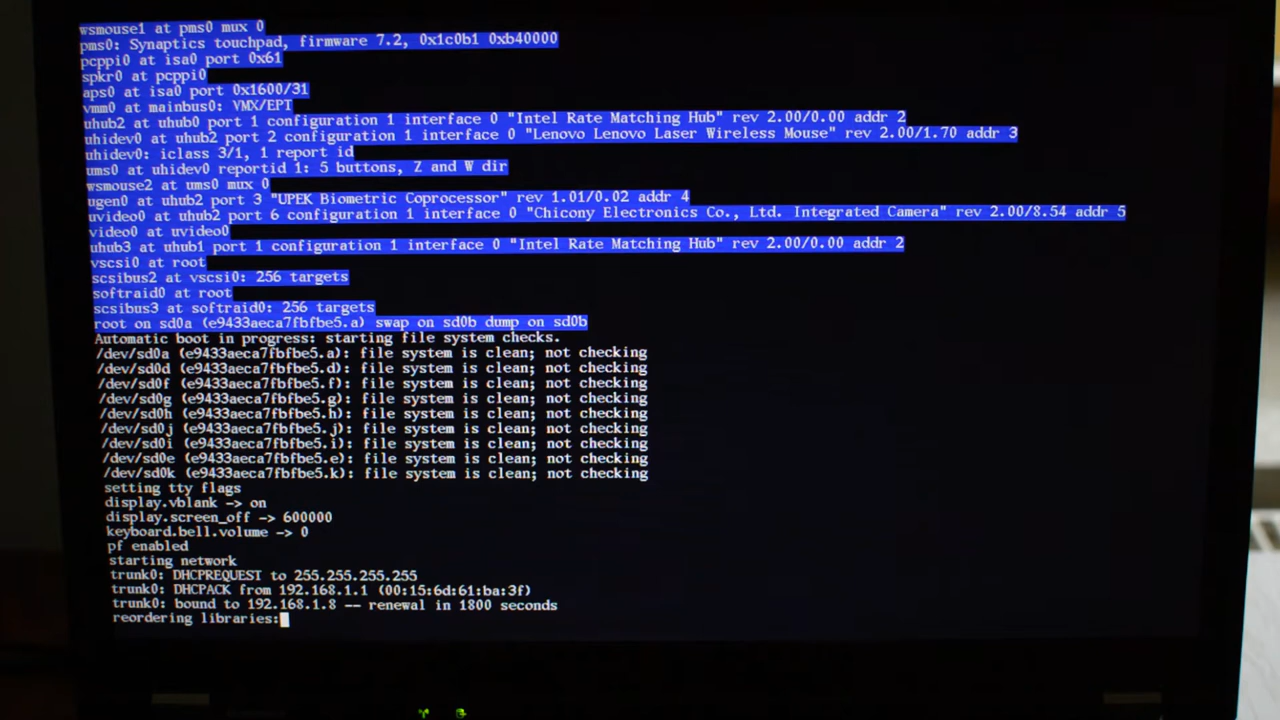 wsmouse1 at pms0 mux 0
pms0: Synaptics touchpad, firmware 7.2, 0x1c0b1 0xb40000
pcppi0 at isa0 port 0x61
spkr0 at pcppi0
aps0 at isa0 port 0x1600/31
vmm0 at mainbus0: VMX/EPT
uhub2 at uhub0 port 1 configuration 1 interface 0 "Intel Rate Matching Hub" rev 2.00/0.00 addr 2
uhidev0 at uhub2 port 2 configuration 1 interface 0 "Lenovo Lenovo Laser Wireless Mouse" rev 2.00/1.70 addr 3
uhidev0: iclass 3/1, 1 report id
ums0 at uhidev0 reportid 1: 5 buttons, Z and W dir
wsmouse2 at ums0 mux 0
ugen0 at uhub2 port 3 "UPEK Biometric Coprocessor" rev 1.01/0.02 addr 4
uvideo0 at uhub2 port 6 configuration 1 interface 0 "Chicony Electronics Co., Ltd. Integrated Camera" rev 2.00/8.54 addr 5
video0 at uvideo0
uhub3 at uhub1 port 1 configuration 1 interface 0 "Intel Rate Matching Hub" rev 2.00/0.00 addr 2
vscsi0 at root
scsibus2 at vscsi0: 256 targets
softraid0 at root
scsibus3 at softraid0: 256 targets
root on sd0a (e9433aeca7fbfbe5.a) swap on sd0b dump on sd0b
Automatic boot in progress: starting file system checks.
/dev/sd0a (e9433aeca7fbfbe5.a): file system is clean; not checking
/dev/sd0d (e9433aeca7fbfbe5.d): file system is clean; not checking
/dev/sd0f (e9433aeca7fbfbe5.f): file system is clean; not checking
/dev/sd0g (e9433aeca7fbfbe5.g): file system is clean; not checking
/dev/sd0h (e9433aeca7fbfbe5.h): file system is clean; not checking
/dev/sd0j (e9433aeca7fbfbe5.j): file system is clean; not checking
/dev/sd0i (e9433aeca7fbfbe5.i): file system is clean; not checking
/dev/sd0e (e9433aeca7fbfbe5.e): file system is clean; not checking
/dev/sd0k (e9433aeca7fbfbe5.k): file system is clean; not checking
setting tty flags
display.vblank -> on
display.screen_off -> 600000
keyboard.bell.volume -> 0
pf enabled
starting network
trunk0: DHCPREQUEST to 255.255.255.255
trunk0: DHCPACK from 192.168.1.1 (00:15:6d:61:ba:3f)
trunk0: bound to 192.168.1.8 -- renewal in 1800 seconds
reordering libraries: